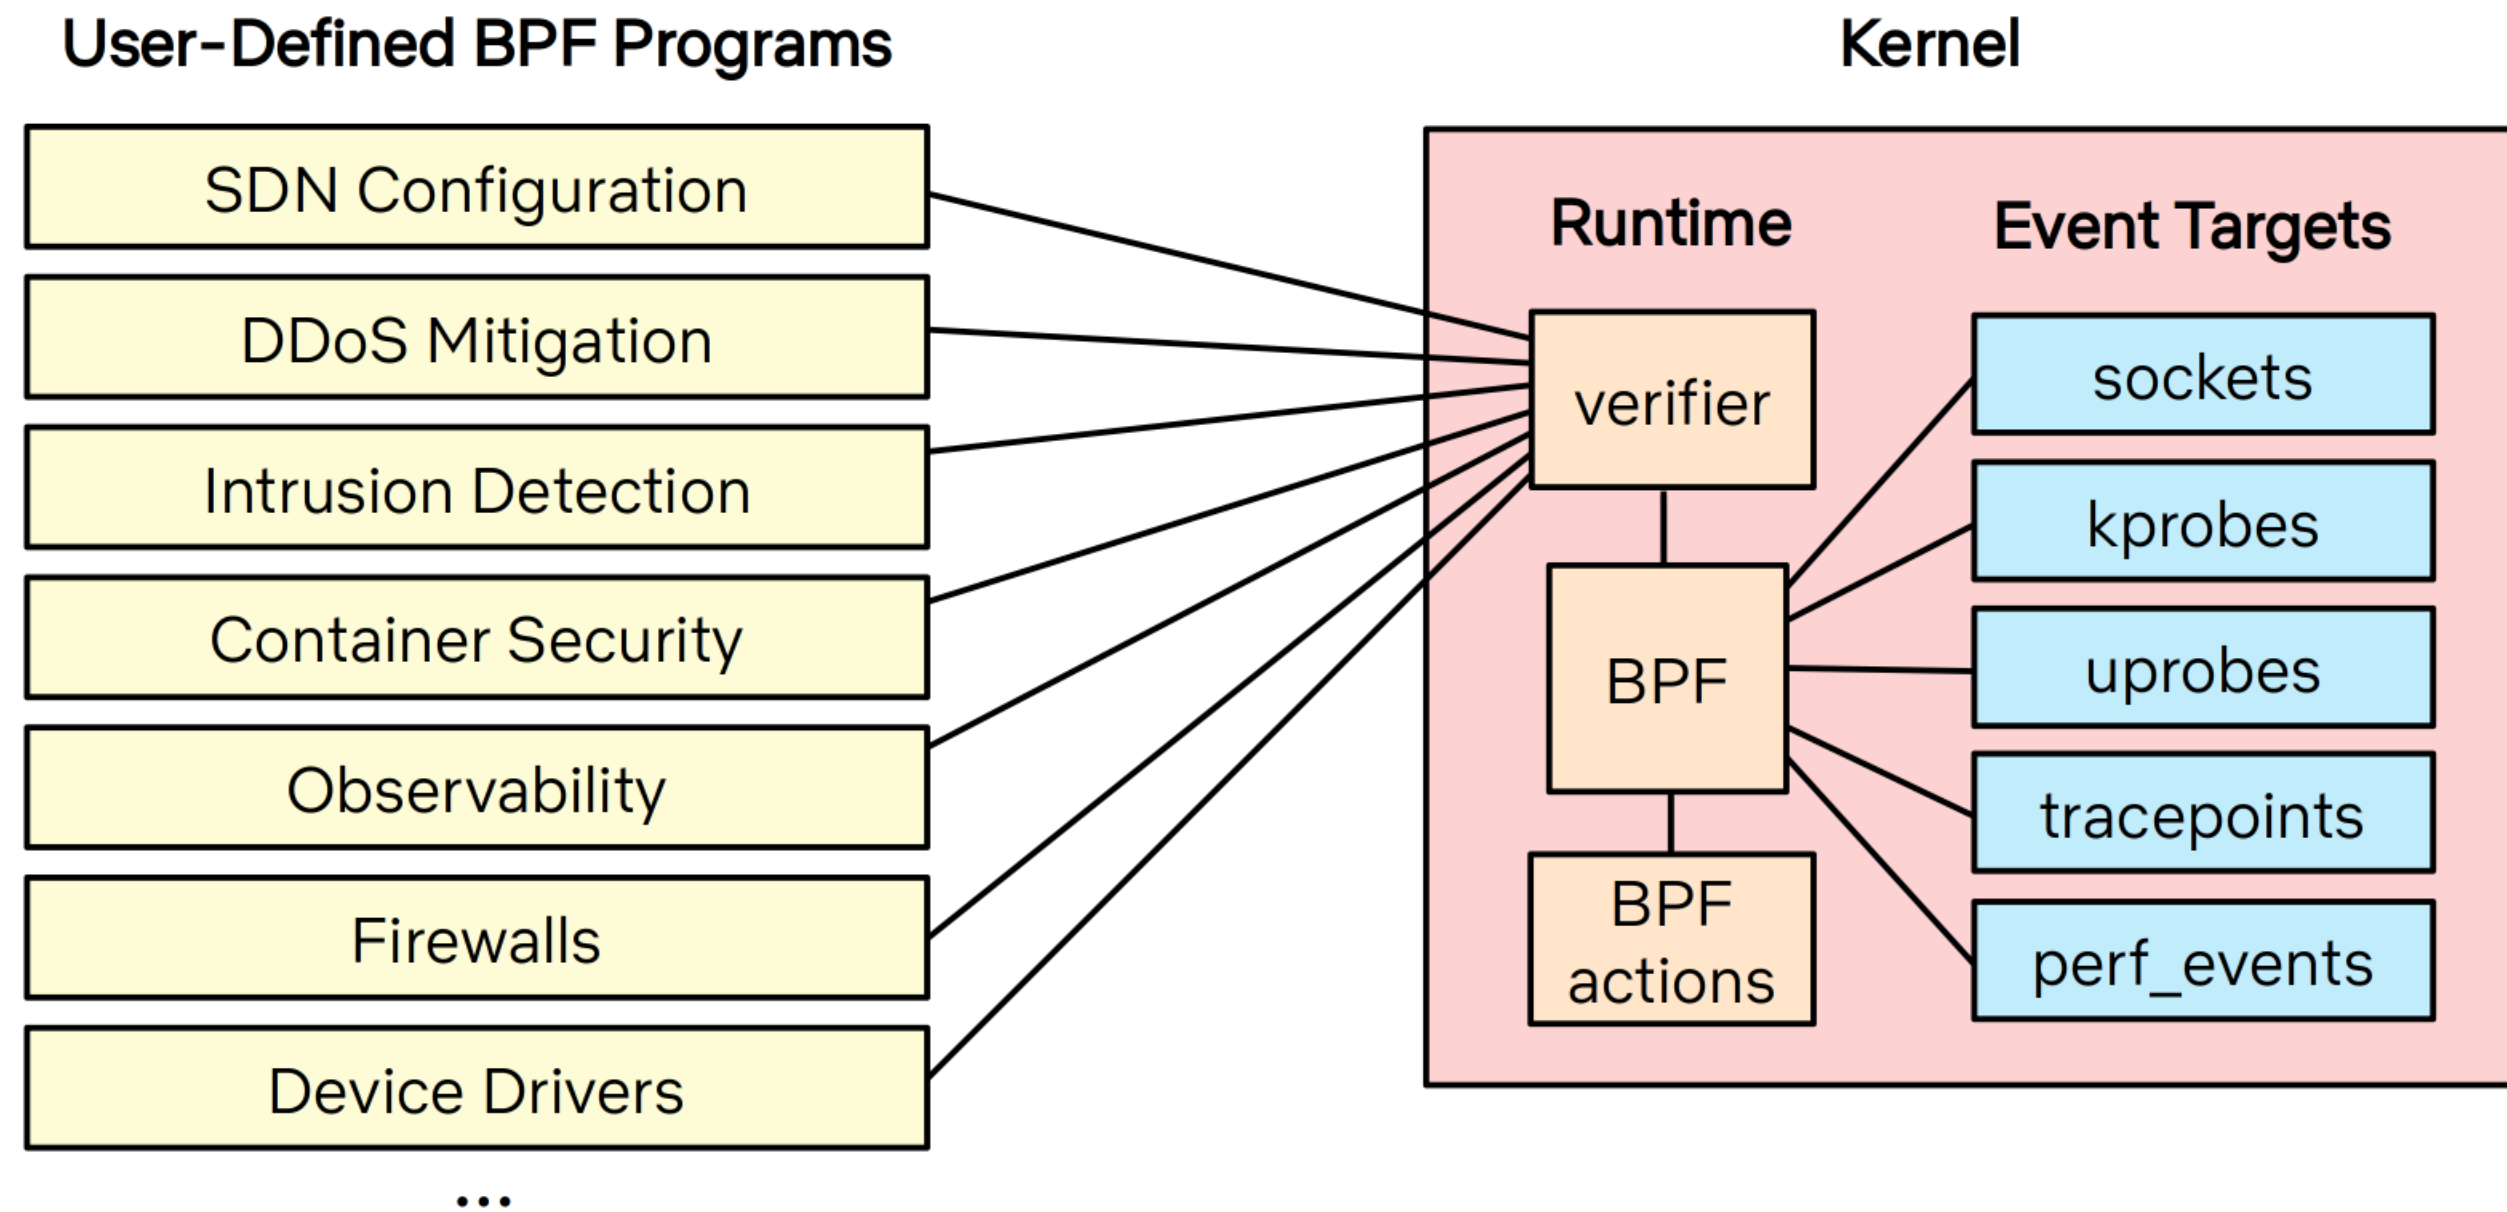 User-Defined BPF Programs
SDN Configuration
DDoS Mitigation
Intrusion Detection
Container Security
Observability
Firewalls
Device Drivers
...
Kernel
Runtime
verifier
BPF
BPF
actions
Event Targets
sockets
kprobes
uprobes
tracepoints
perf_events